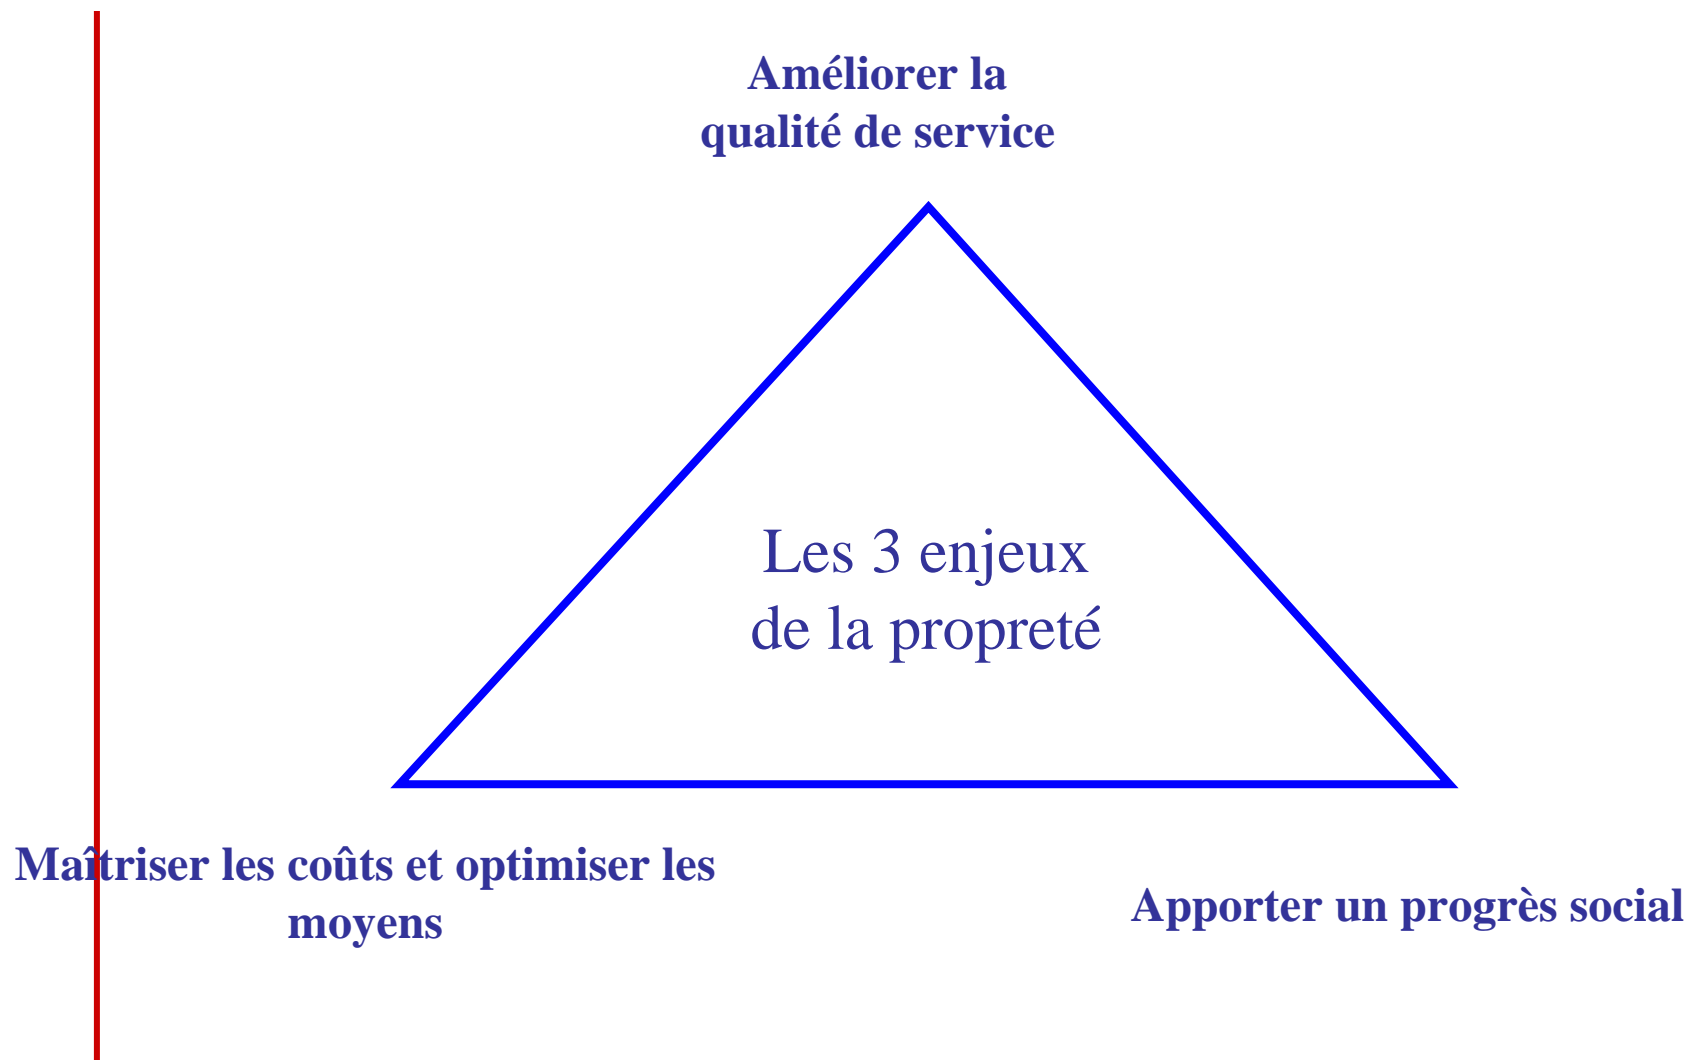 Améliorer la
qualité de service
Les 3 enjeux
de la propreté
Maîtriser les coûts et optimiser les
moyens
Apporter un progrès social